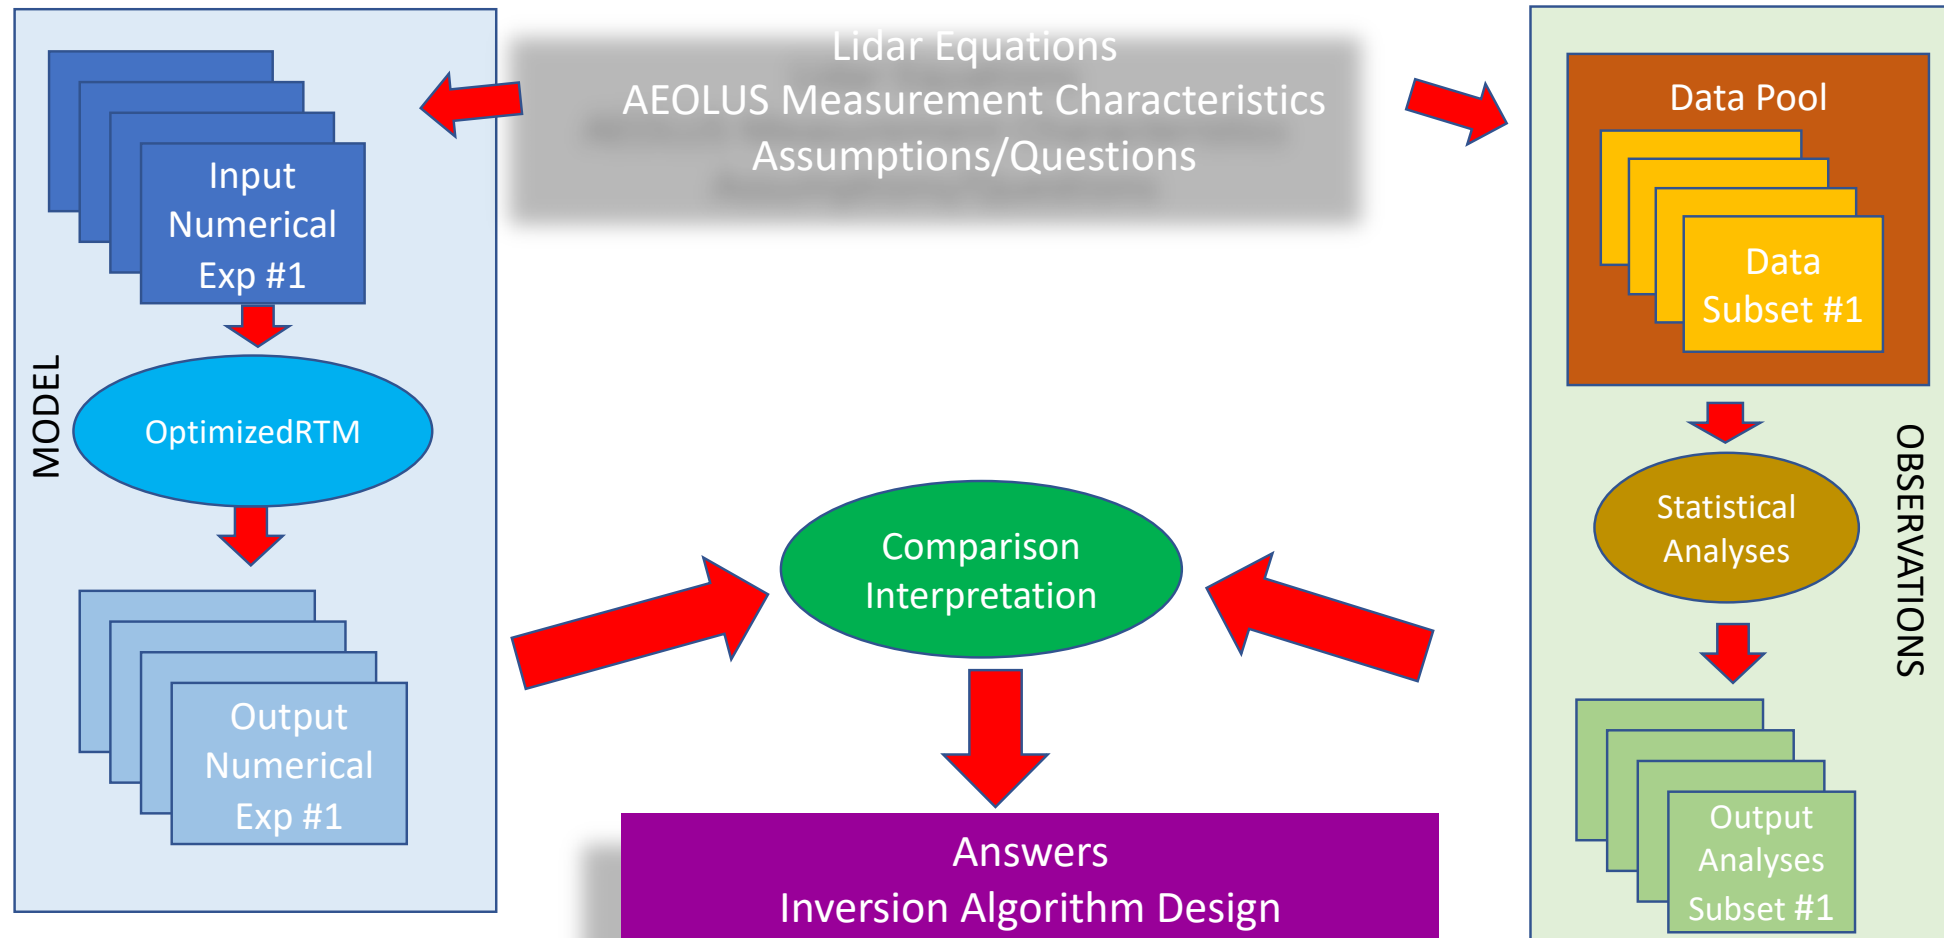 Lidar Equations
AEOLUS Measurement Characteristics
Assumptions/Questions
MODEL
Input
Numerical
Exp #1
OptimizedRTM
Output
Numerical
Exp #1
Comparison
Interpretation
Answers
Inversion Algorithm Design
Data Pool
Data
Subset #1
Statistical
Analyses
OBSERVATIONS
Output
Analyses
Subset #1